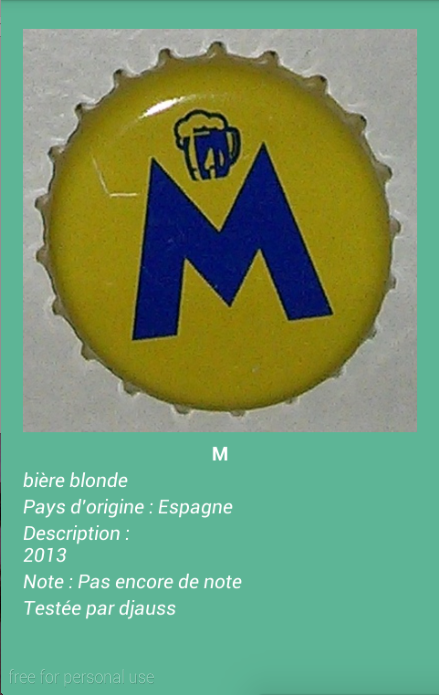 M
M
bière blonde
Pays d'origine : Espagne
Description :
2013
Note : Pas encore de note
Testée par djauss
free for personal use